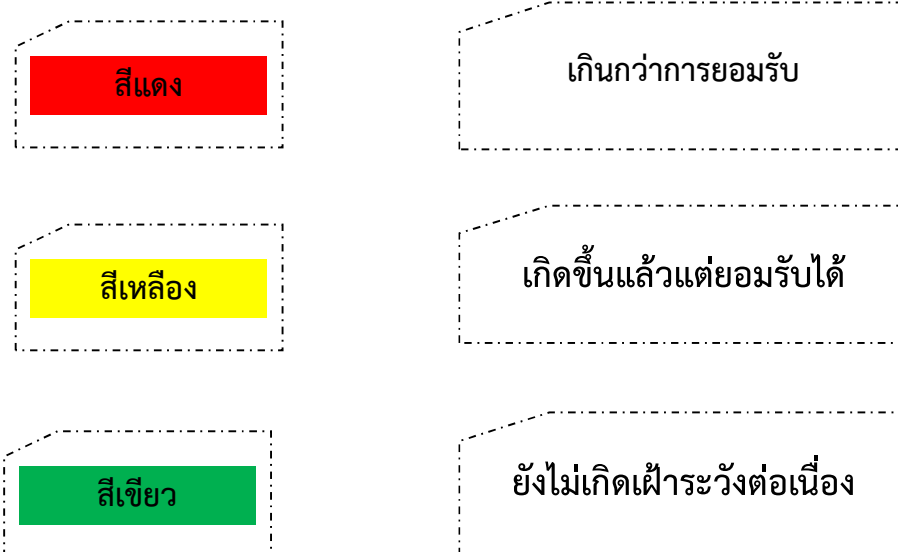 สีแดง
เกินกว่าการยอมรับ
สีเหลือง
เกิดขึ้นแล้วแต่ยอมรับได้
สีเขียว
ยังไม่เกิดเฝ้าระวังต่อเนื่อง